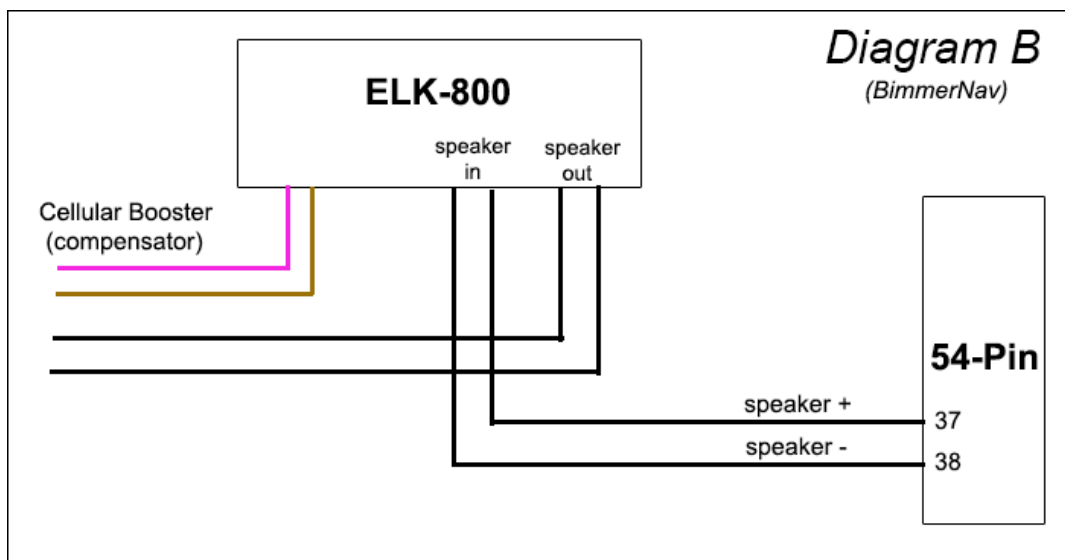 Diagram B
(BimmerNav)
ELK-800
speaker
in
speaker
out
Cellular Booster
(compensator)
54-Pin
speaker +
37
speaker -
38